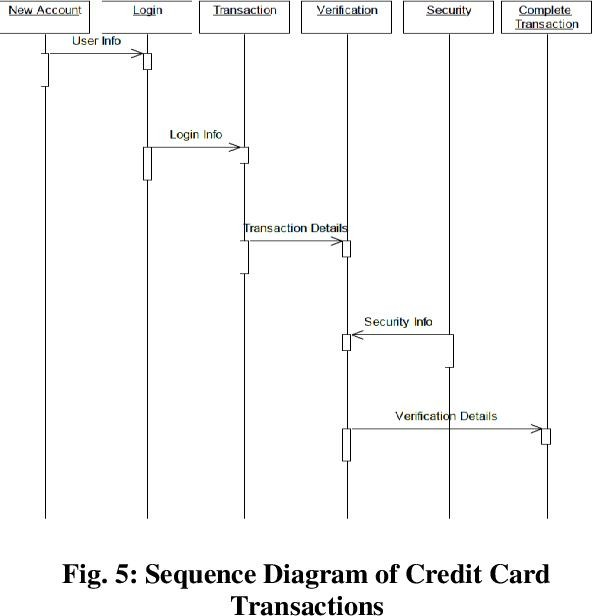 New Account
Login
Transaction
Verification
Security
Complete
Transaction
User Info
Login Info
Transaction Details
Security Info
Verification Details
Fig. 5: Sequence Diagram of Credit Card
Transactions